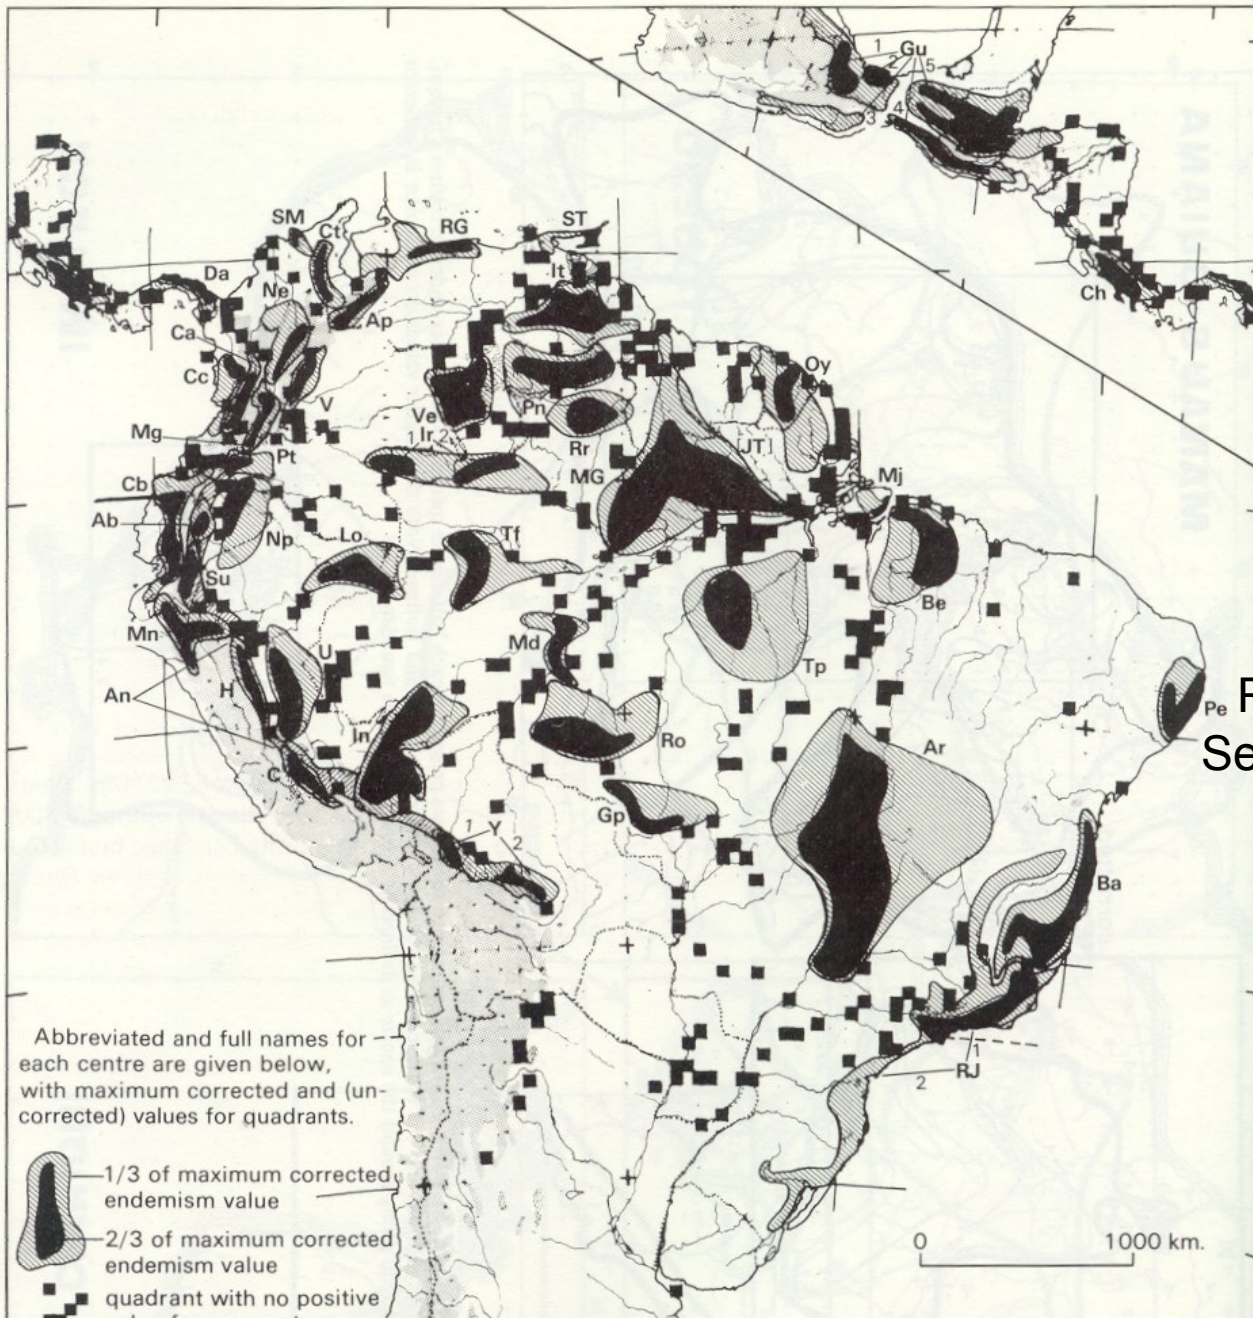 1
Gu
2
5
3
4
SM
Ct
RG
ST
Da
It
Ch
Ne
Ap
Ca
Cc
Oy
V
Ve
Pn
Mg
1
Ir
2
Rr
[JT]
Pt
MG
Mj
Cb
Ab
Np
Lo
Tf
Su
Be
Mn
Md
U
Tp
An
H
Pe
In
Ro
Ar
Se
C
Gp
1
Y
2
Ba
1
RJ
2
Abbreviated and full names for
each centre are given below,
with maximum corrected and (un-
corrected) values for quadrants.
1/3 of maximum corrected
endemism value
2/3 of maximum corrected
endemism value
0 1000 km.
quadrant with no positive